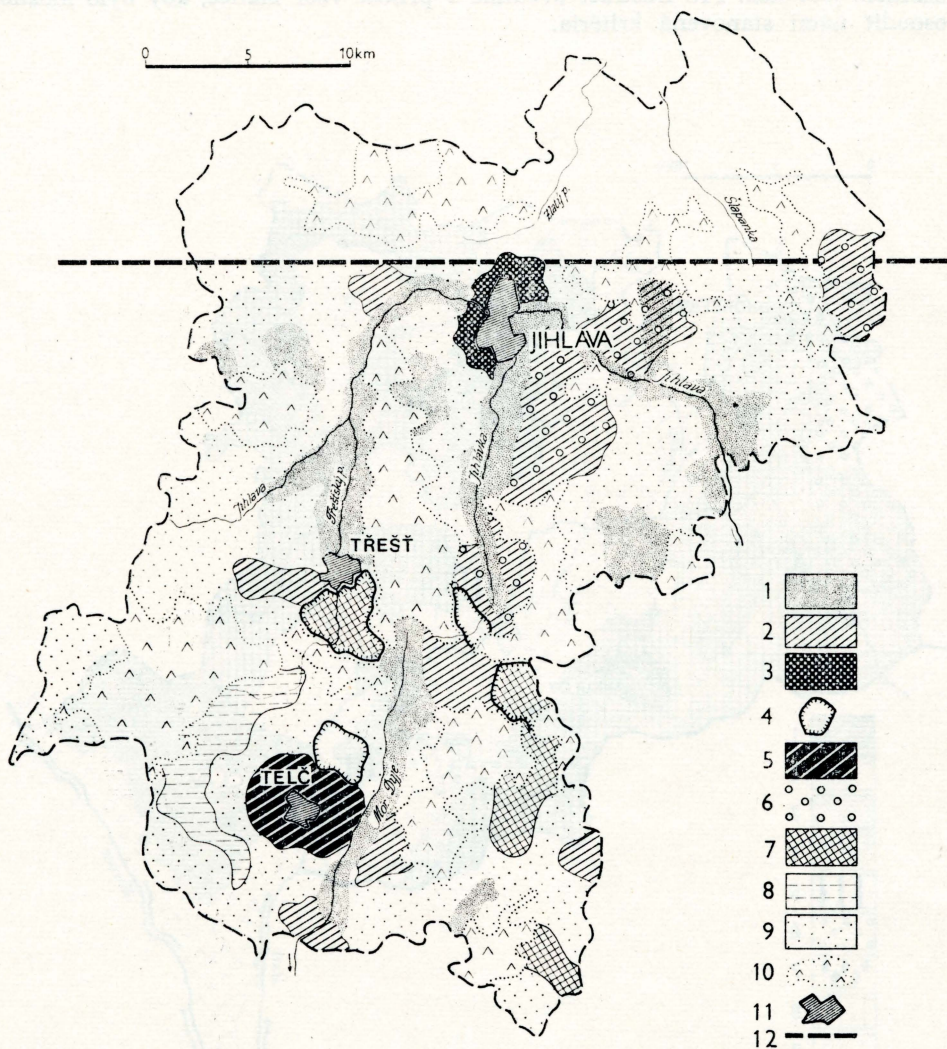 0 5 10km
Zlatý p.
Šlapanka
JIHLAVA
Jihlava
Jihlávka
Jihlava
Třešťský p.
TŘEŠŤ
TELČ
Mor. Dyje
1
2
3
4
5
6
7
8
9
10
11
12